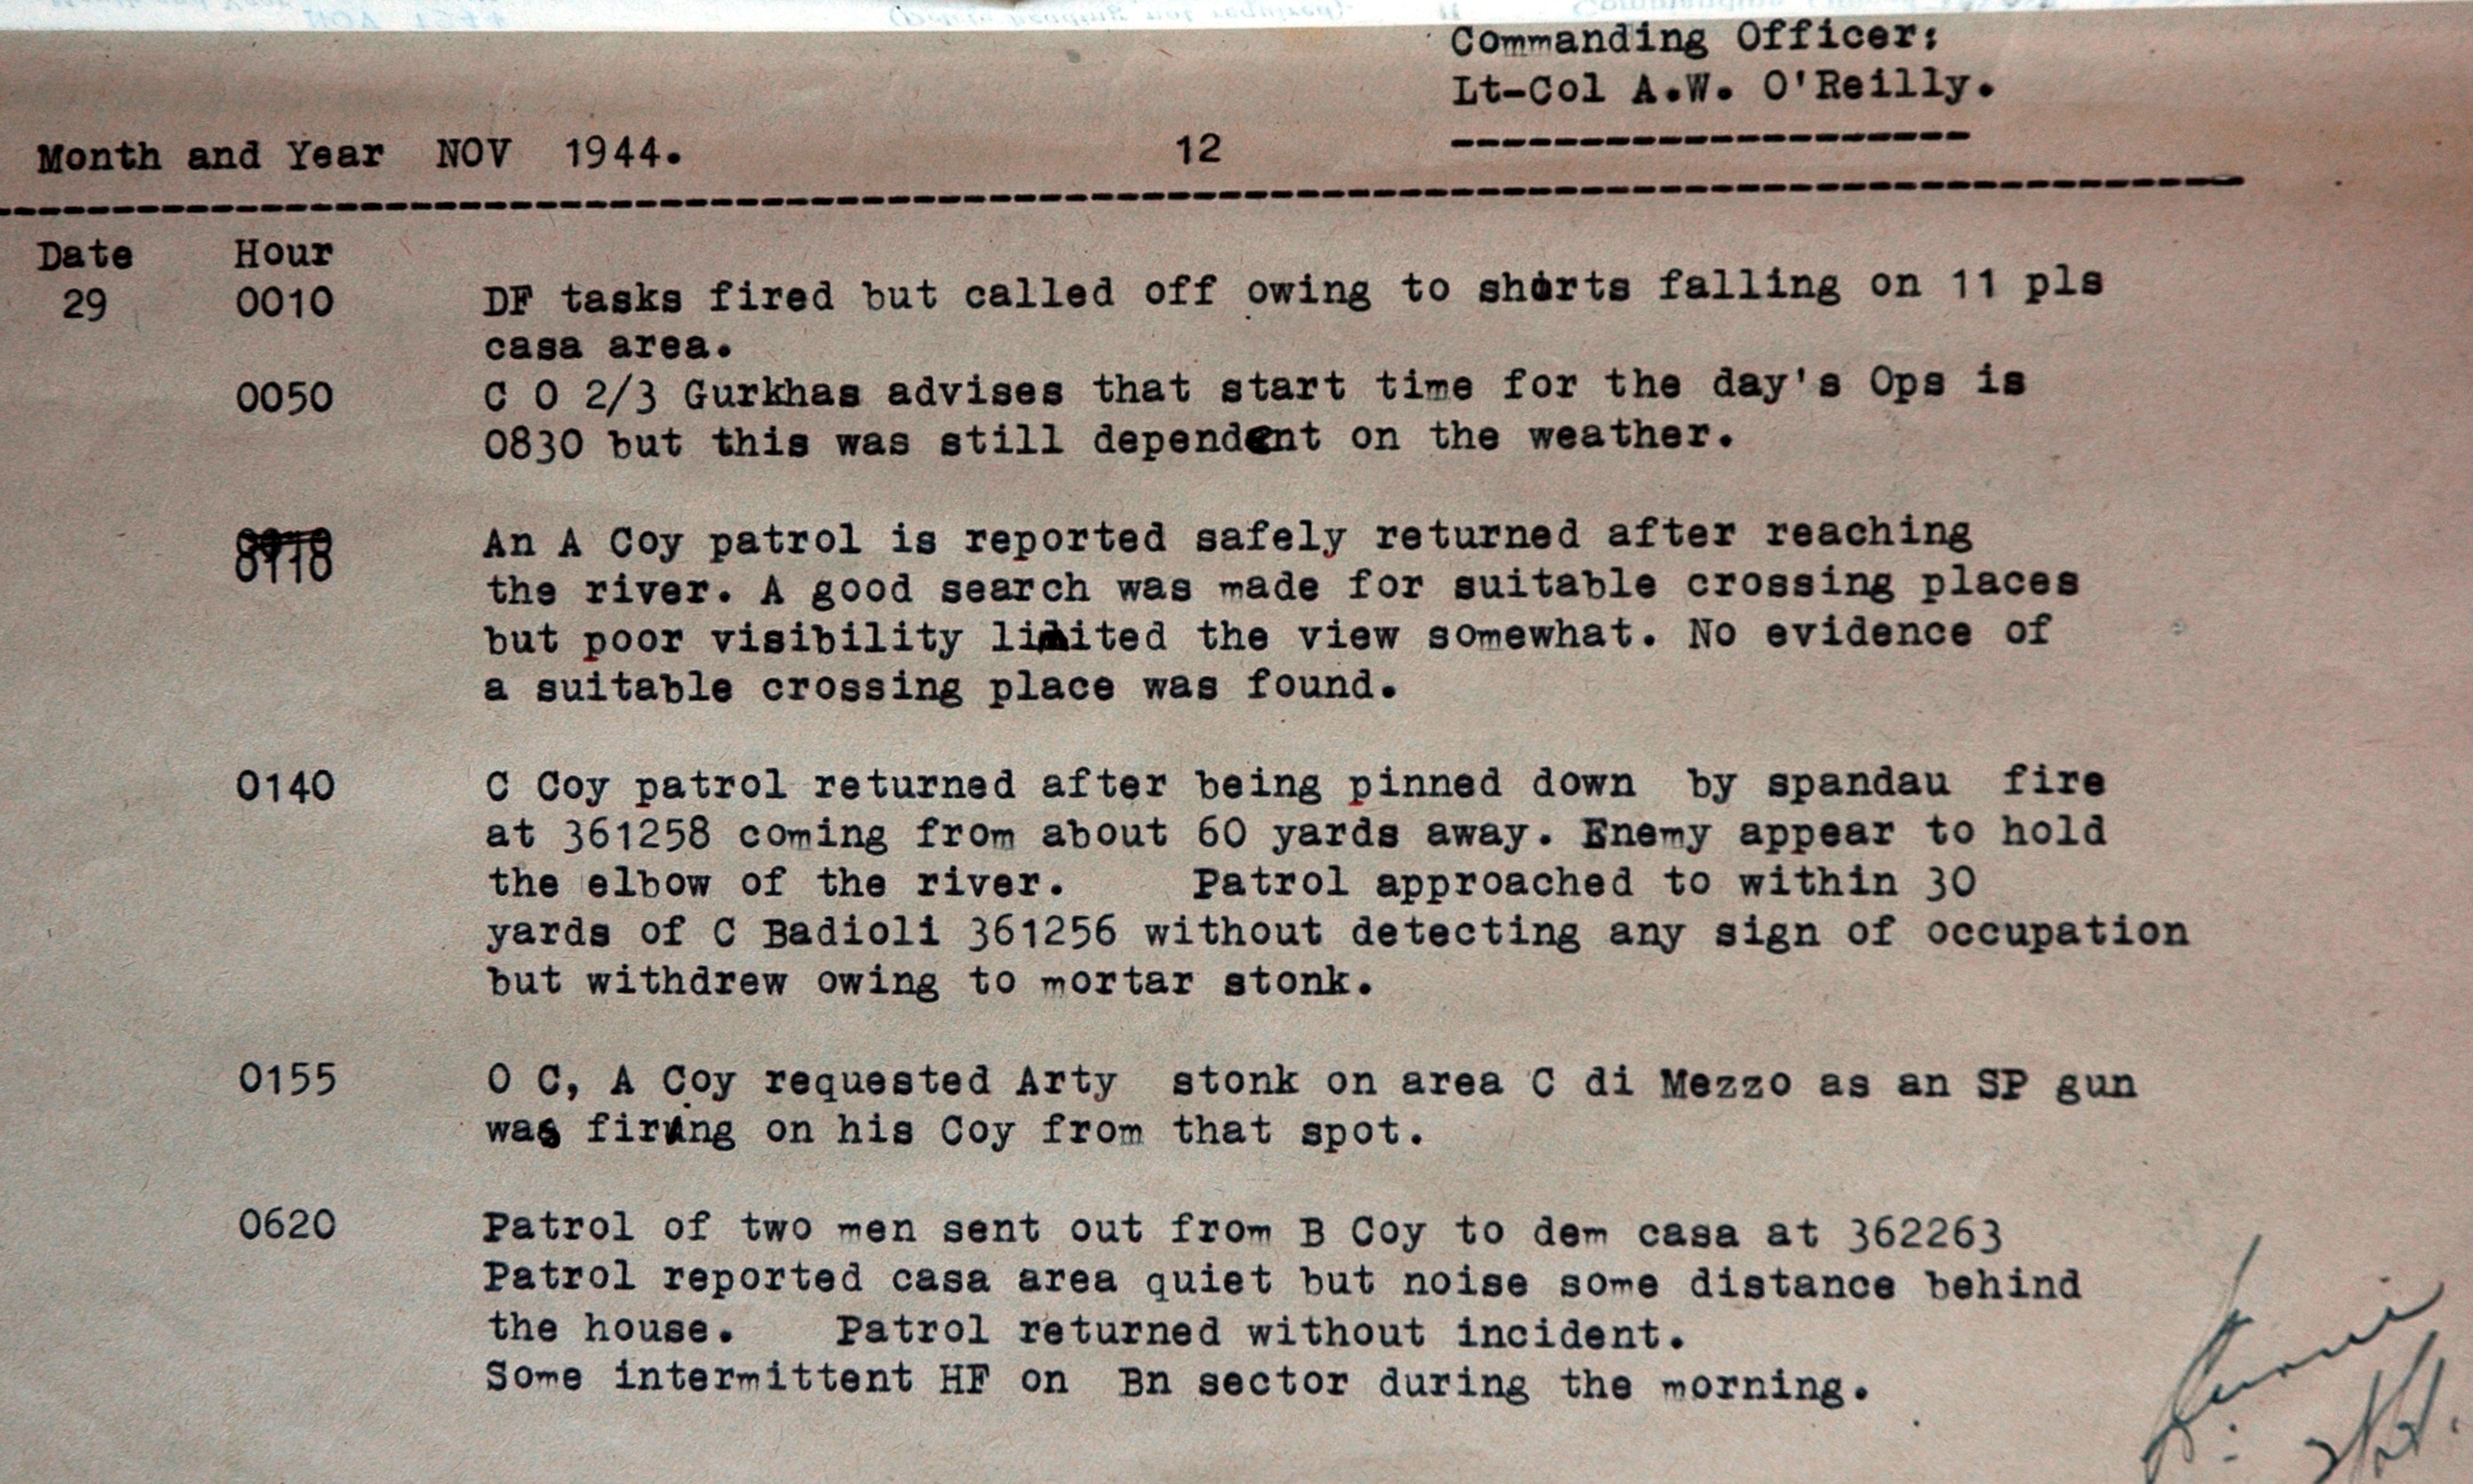 Commanding Officer:
Lt-Col A.W. O'Reilly.
Month and Year NOV 1944. 12
Date Hour
29 0010 DF tasks fired but called off owing to shorts falling on 11 pls
casa area.
0050 C O 2/3 Gurkhas advises that start time for the day's Ops is
0830 but this was still dependent on the weather.
0110 An A Coy patrol is reported safely returned after reaching
the river. A good search was made for suitable crossing places
but poor visibility limited the view somewhat. No evidence of
a suitable crossing place was found.
0140 C Coy patrol returned after being pinned down by spandau fire
at 361258 coming from about 60 yards away. Enemy appear to hold
the elbow of the river. Patrol approached to within 30
yards of C Badioli 361256 without detecting any sign of occupation
but withdrew owing to mortar stonk.
0155 O C, A Coy requested Arty stonk on area C di Mezzo as an SP gun
was firing on his Coy from that spot.
0620 Patrol of two men sent out from B Coy to dem casa at 362263
Patrol reported casa area quiet but noise some distance behind
the house. Patrol returned without incident.
Some intermittent HF on Bn sector during the morning.